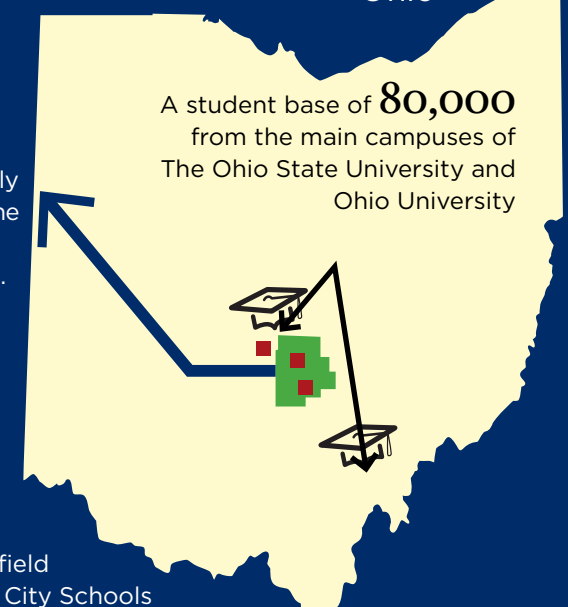 A student base of 80,000
from the main campuses of
The Ohio State University and
Ohio University
.
City Schools